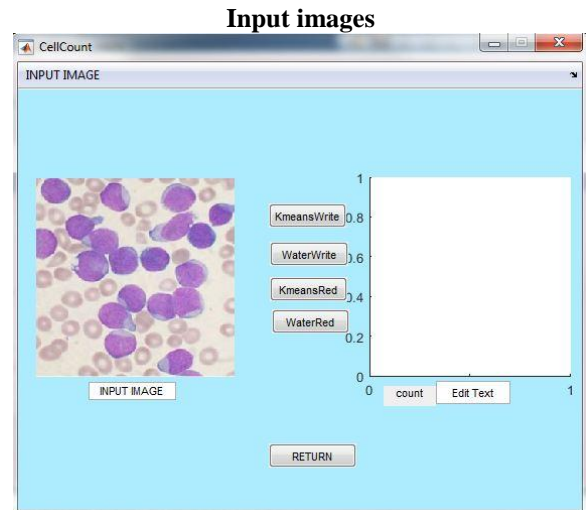 Input images
CellCount
INPUT IMAGE
1
KmeansWrite 0.8
WaterWrite 0.6
KmeansRed 0.4
WaterRed 0.2
0
0 1
INPUT IMAGE count Edit Text
RETURN